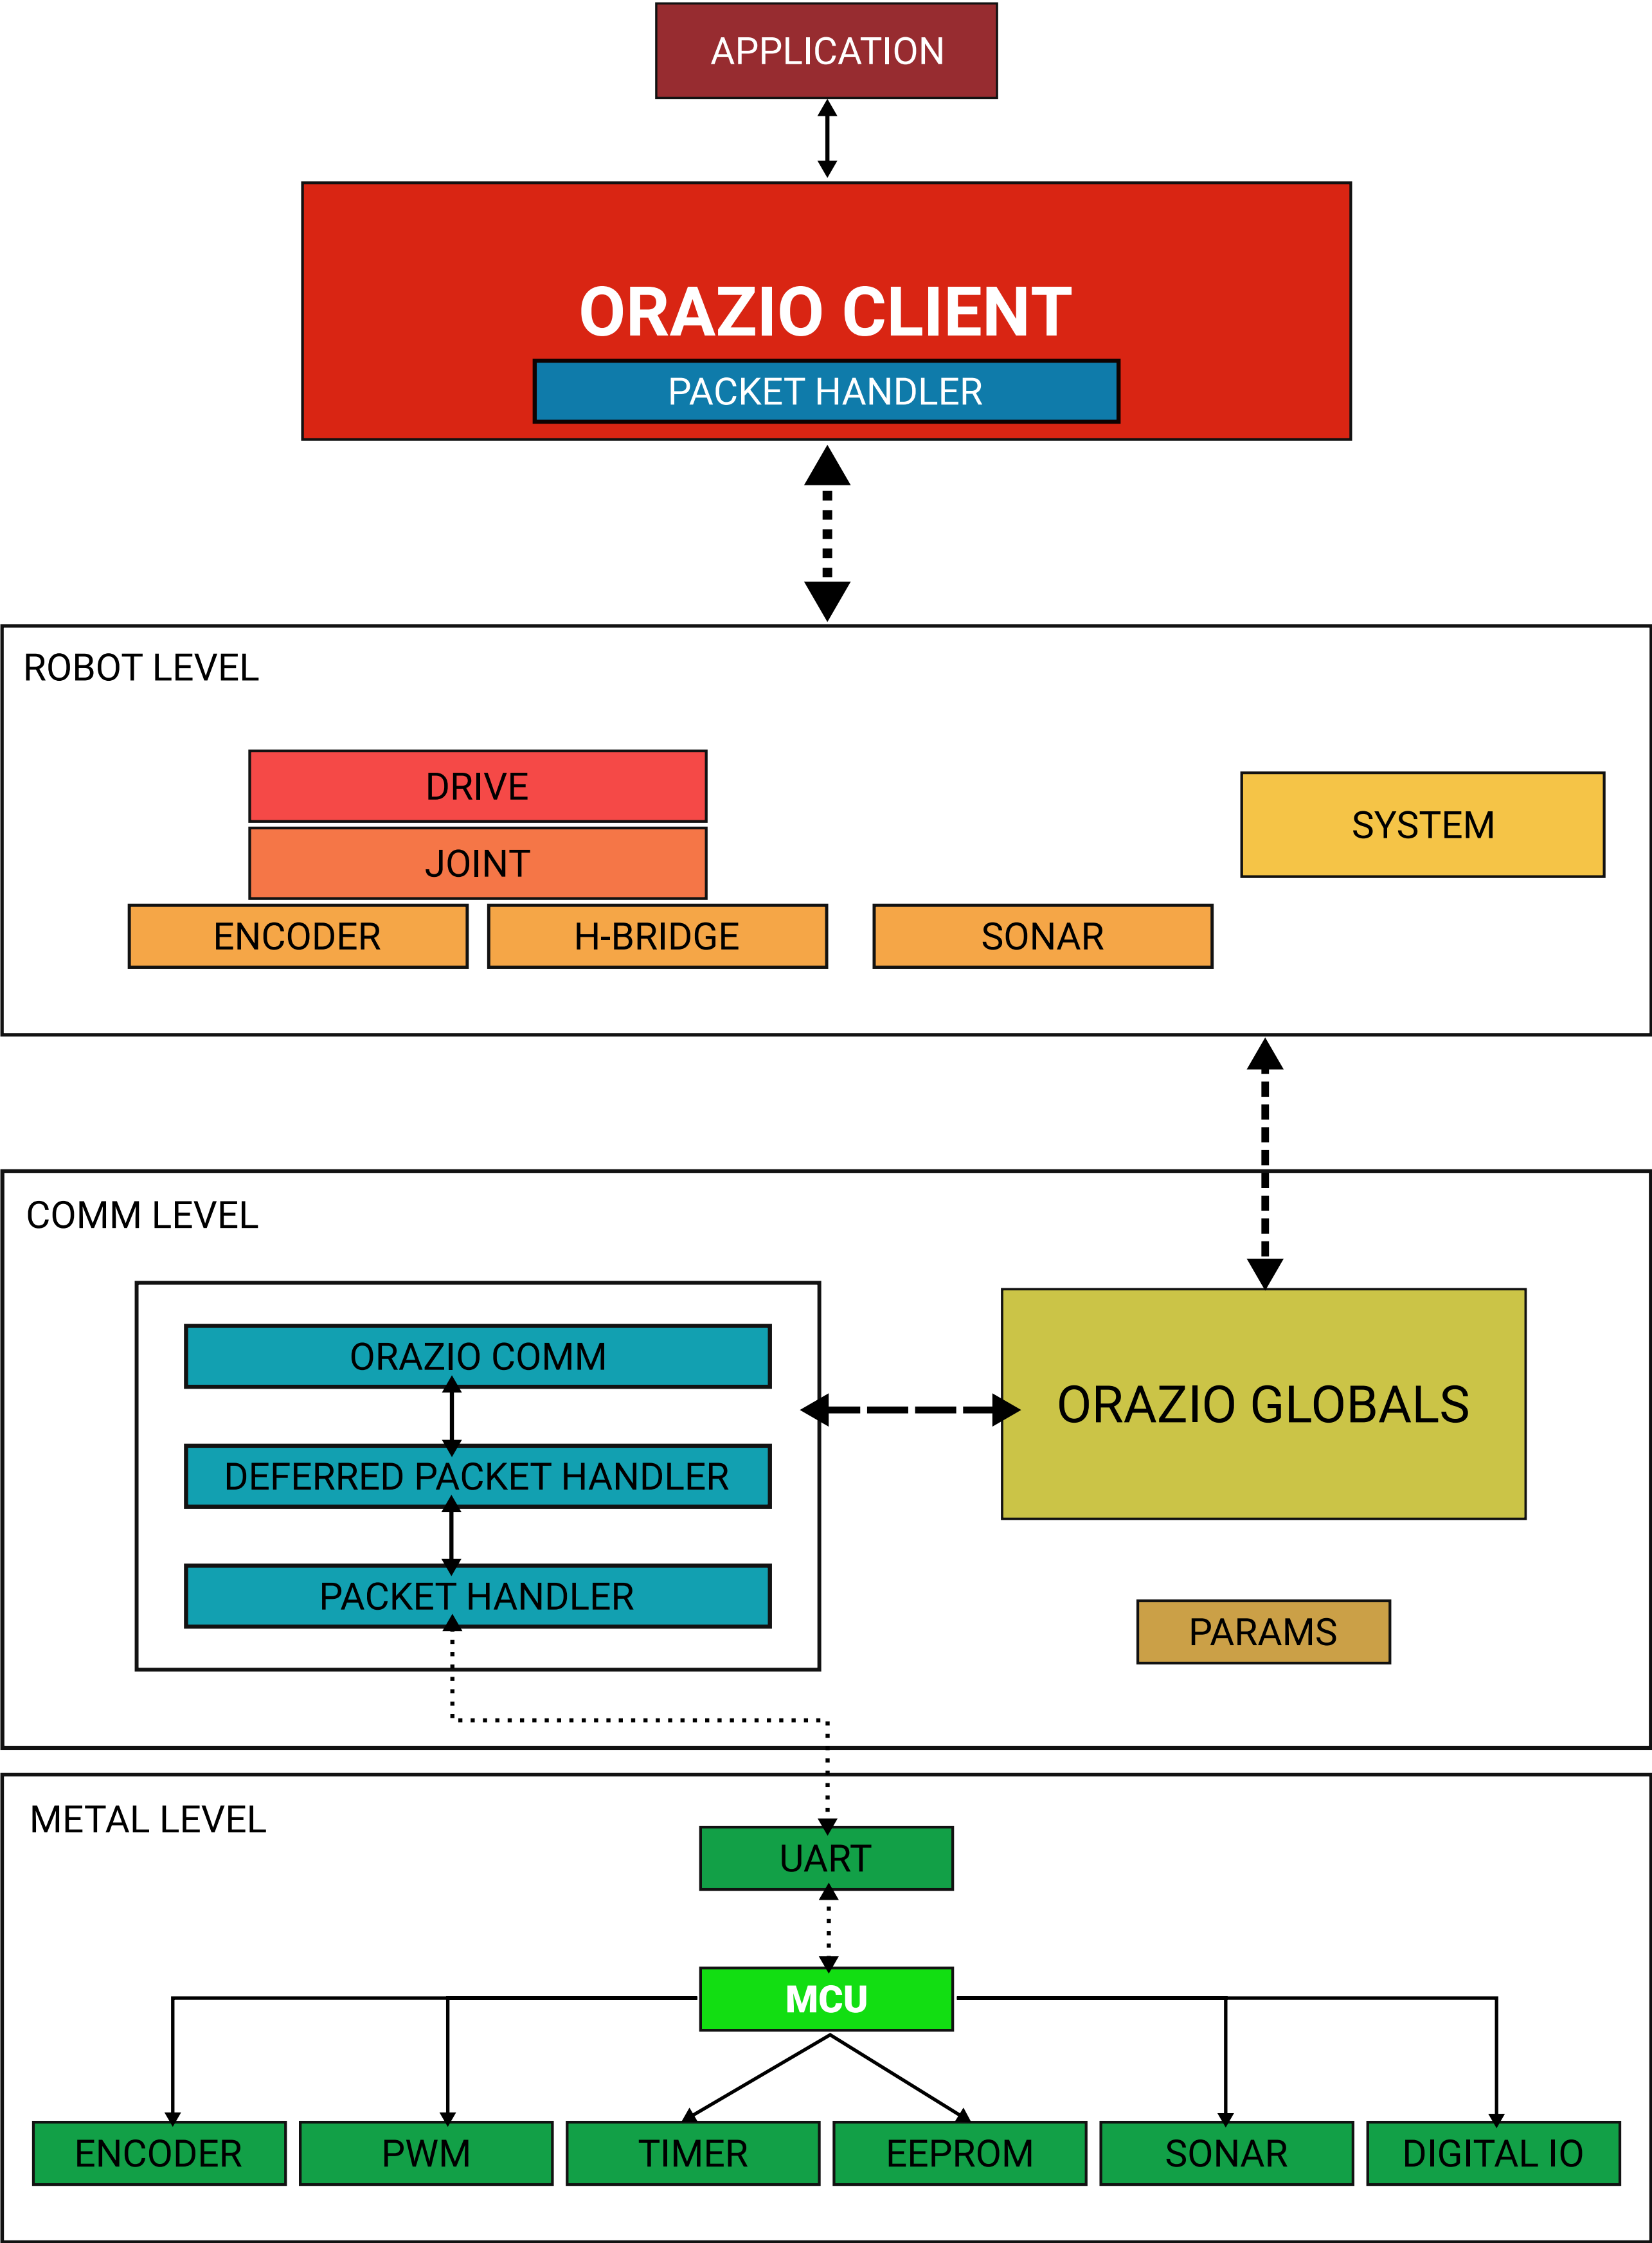 APPLICATION
ORAZIO CLIENT
PACKET HANDLER
ROBOT LEVEL
DRIVE
JOINT
SYSTEM
ENCODER
H-BRIDGE
SONAR
COMM LEVEL
ORAZIO COMM
DEFERRED PACKET HANDLER
PACKET HANDLER
ORAZIO GLOBALS
PARAMS
METAL LEVEL
UART
MCU
ENCODER
PWM
TIMER
EEPROM
SONAR
DIGITAL IO